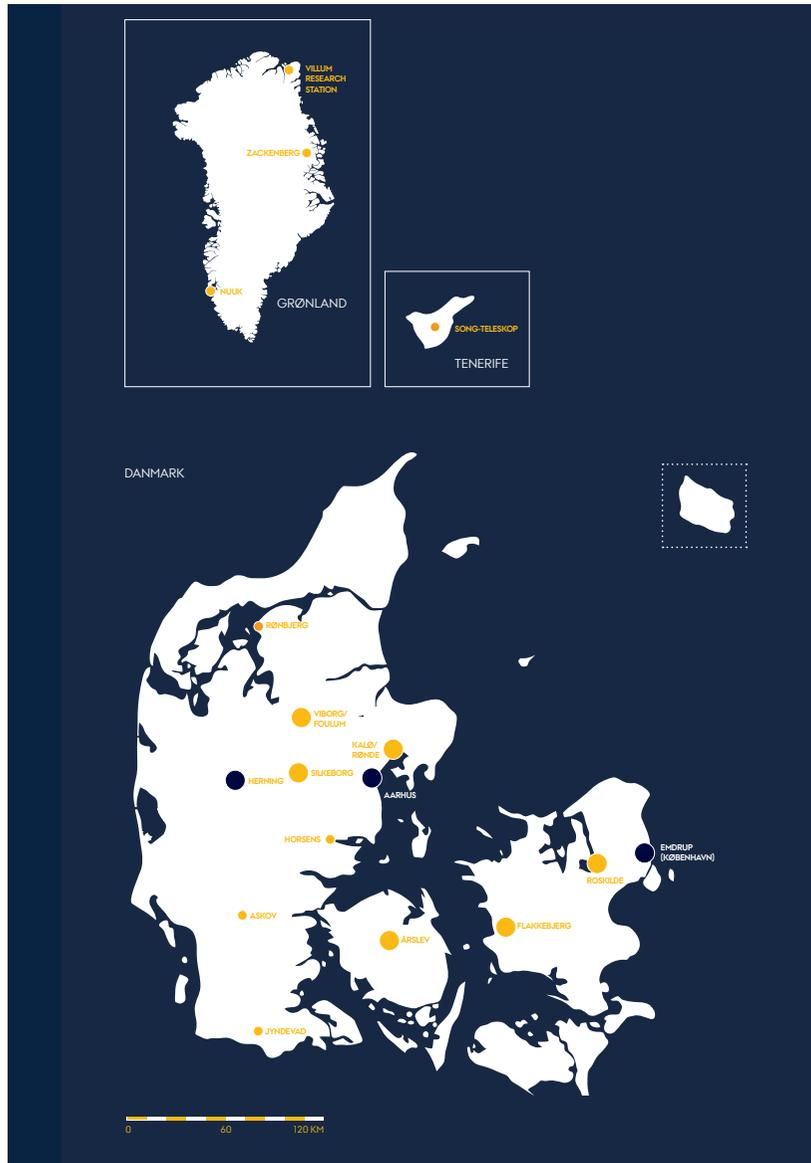 VILLUM
RESEARCH
STATION
ZACKENBERG
NUUK
GRØNLAND
SONG-TELESKOP
TENERIFE
DANMARK
RØNBJERG
VIBORG/
FOULUM
KALØ/
RØNDE
SILKEBORG
HERNING
AARHUS
HORSENS
EMDRUP
(KØBENHAVN)
ROSKILDE
ASKOV
FLAKKEBJERG
ÅRSLEV
JYNDEVAD
0 60 120 KM